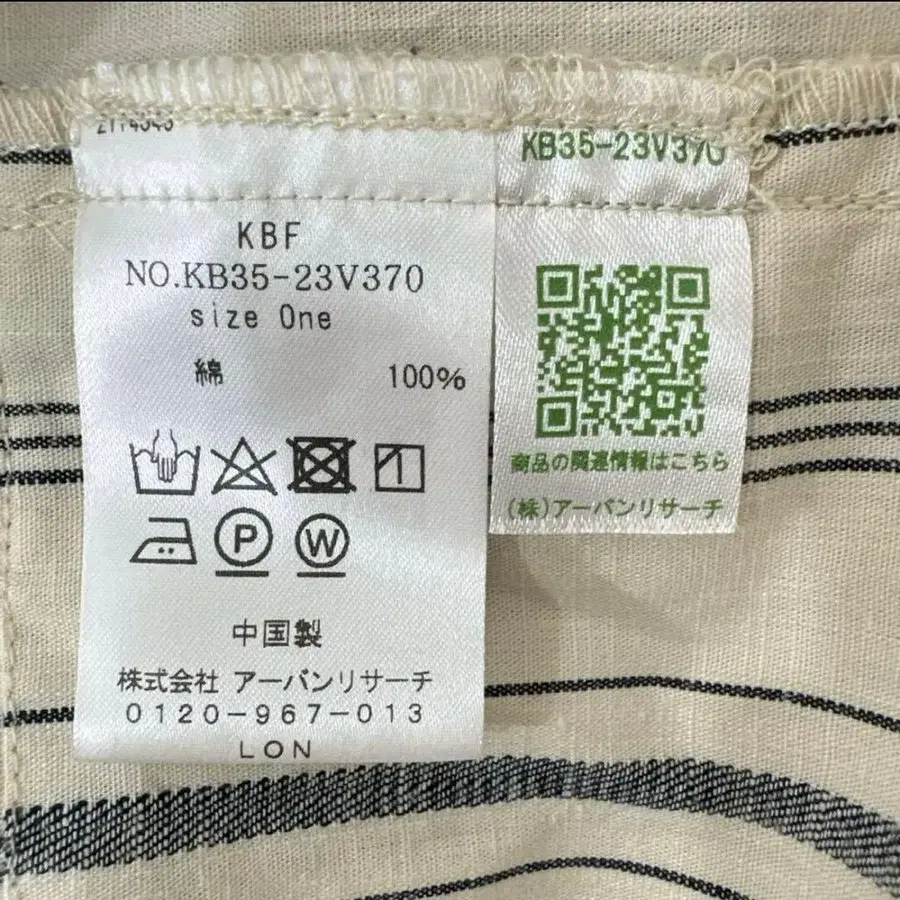 KBF
NO.KB35-23V370
size One
綿 100%
P
W
中国製
株式会社 アーバンリサーチ
0120-967-013
LON
KB35-23V370
商品の関連情報はこちら
(株)アーバンリサーチ